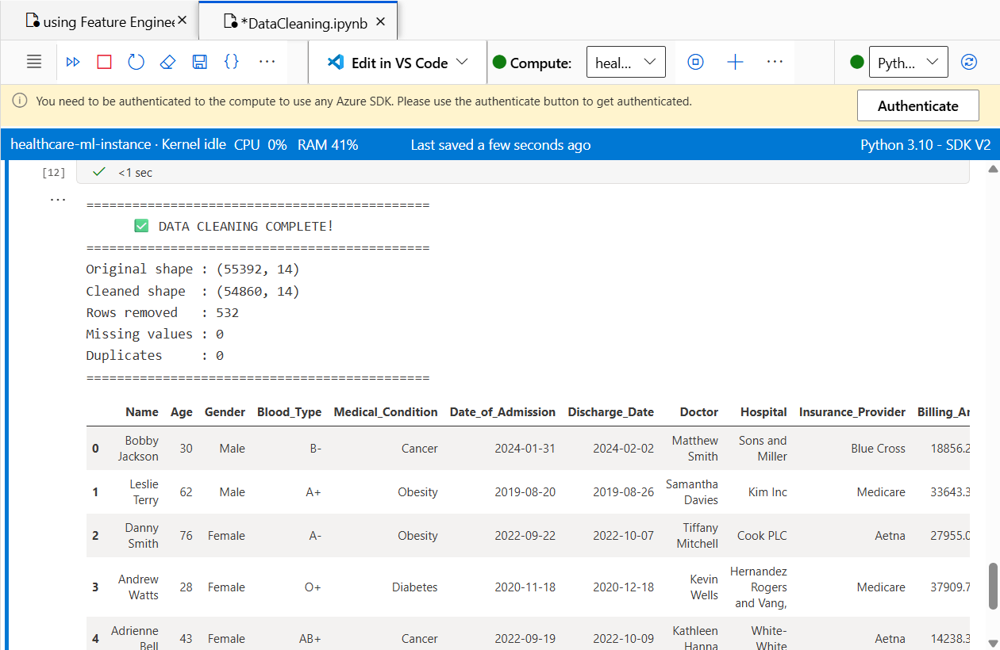 using Feature Enginee
*DataCleaning.ipynb
Edit in VS Code
Compute:
heal...
Pyth...
You need to be authenticated to the compute to use any Azure SDK. Please use the authenticate button to get authenticated.
Authenticate
healthcare-ml-instance · Kernel idle CPU 0% RAM 41% Last saved a few seconds ago Python 3.10 - SDK V2
[12] <1 sec
...
=============================================
✅ DATA CLEANING COMPLETE!
=============================================
Original shape : (55392, 14)
Cleaned shape : (54860, 14)
Rows removed : 532
Missing values : 0
Duplicates : 0
=============================================
Name Age Gender Blood_Type Medical_Condition Date_of_Admission Discharge_Date Doctor Hospital Insurance_Provider Billing_Ar
0 Bobby Jackson 30 Male B- Cancer 2024-01-31 2024-02-02 Matthew Smith Sons and Miller Blue Cross 18856.2
1 Leslie Terry 62 Male A+ Obesity 2019-08-20 2019-08-26 Samantha Davies Kim Inc Medicare 33643.3
2 Danny Smith 76 Female A- Obesity 2022-09-22 2022-10-07 Tiffany Mitchell Cook PLC Aetna 27955.0
3 Andrew Watts 28 Female O+ Diabetes 2020-11-18 2020-12-18 Kevin Wells Hernandez Rogers and Vang, Medicare 37909.7
4 Adrienne Bell 43 Female AB+ Cancer 2022-09-19 2022-10-09 Kathleen Hanna White-White Aetna 14238.3